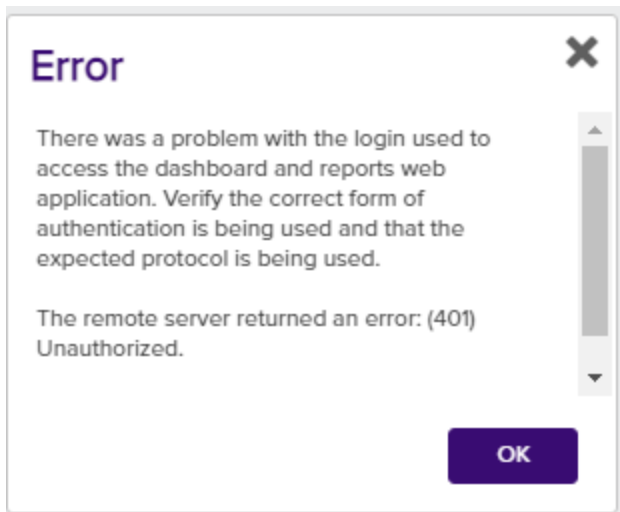 Error
There was a problem with the login used to
access the dashboard and reports web
application. Verify the correct form of
authentication is being used and that the
expected protocol is being used.
The remote server returned an error: (401)
Unauthorized.
OK